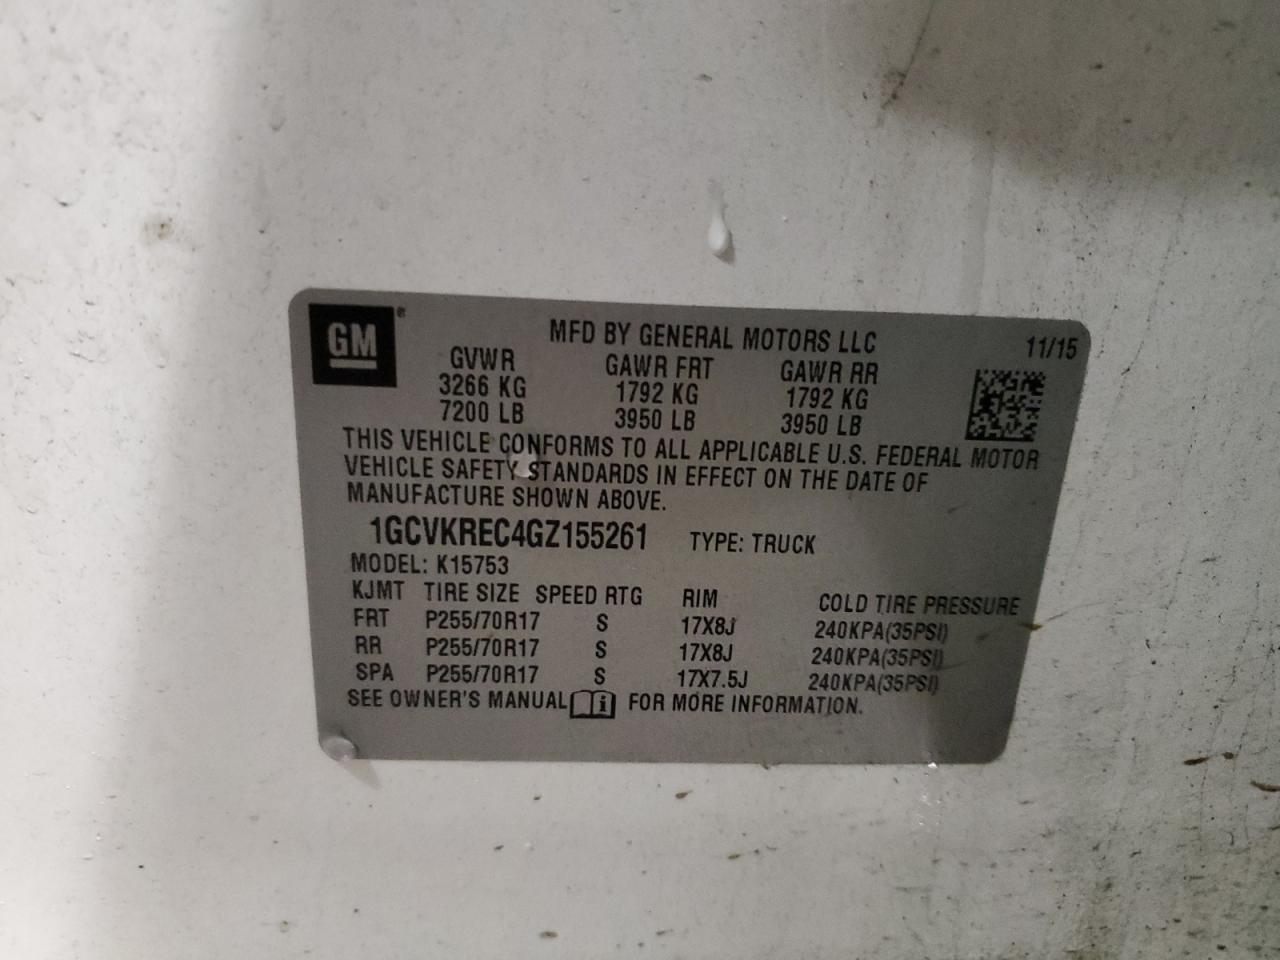 GM®
MFD BY GENERAL MOTORS LLC 11/15
GVWR GAWR FRT GAWR RR
3266 KG 1792 KG 1792 KG
7200 LB 3950 LB 3950 LB
THIS VEHICLE CONFORMS TO ALL APPLICABLE U.S. FEDERAL MOTOR
VEHICLE SAFETY STANDARDS IN EFFECT ON THE DATE OF
MANUFACTURE SHOWN ABOVE.
1GCVKREC4GZ155261 TYPE: TRUCK
MODEL: K15753
KJMT TIRE SIZE SPEED RTG RIM COLD TIRE PRESSURE
FRT P255/70R17 S 17X8J 240KPA(35PSI)
RR P255/70R17 S 17X8J 240KPA(35PSI)
SPA P255/70R17 S 17X7.5J 240KPA(35PSI)
SEE OWNER'S MANUAL i FOR MORE INFORMATION.